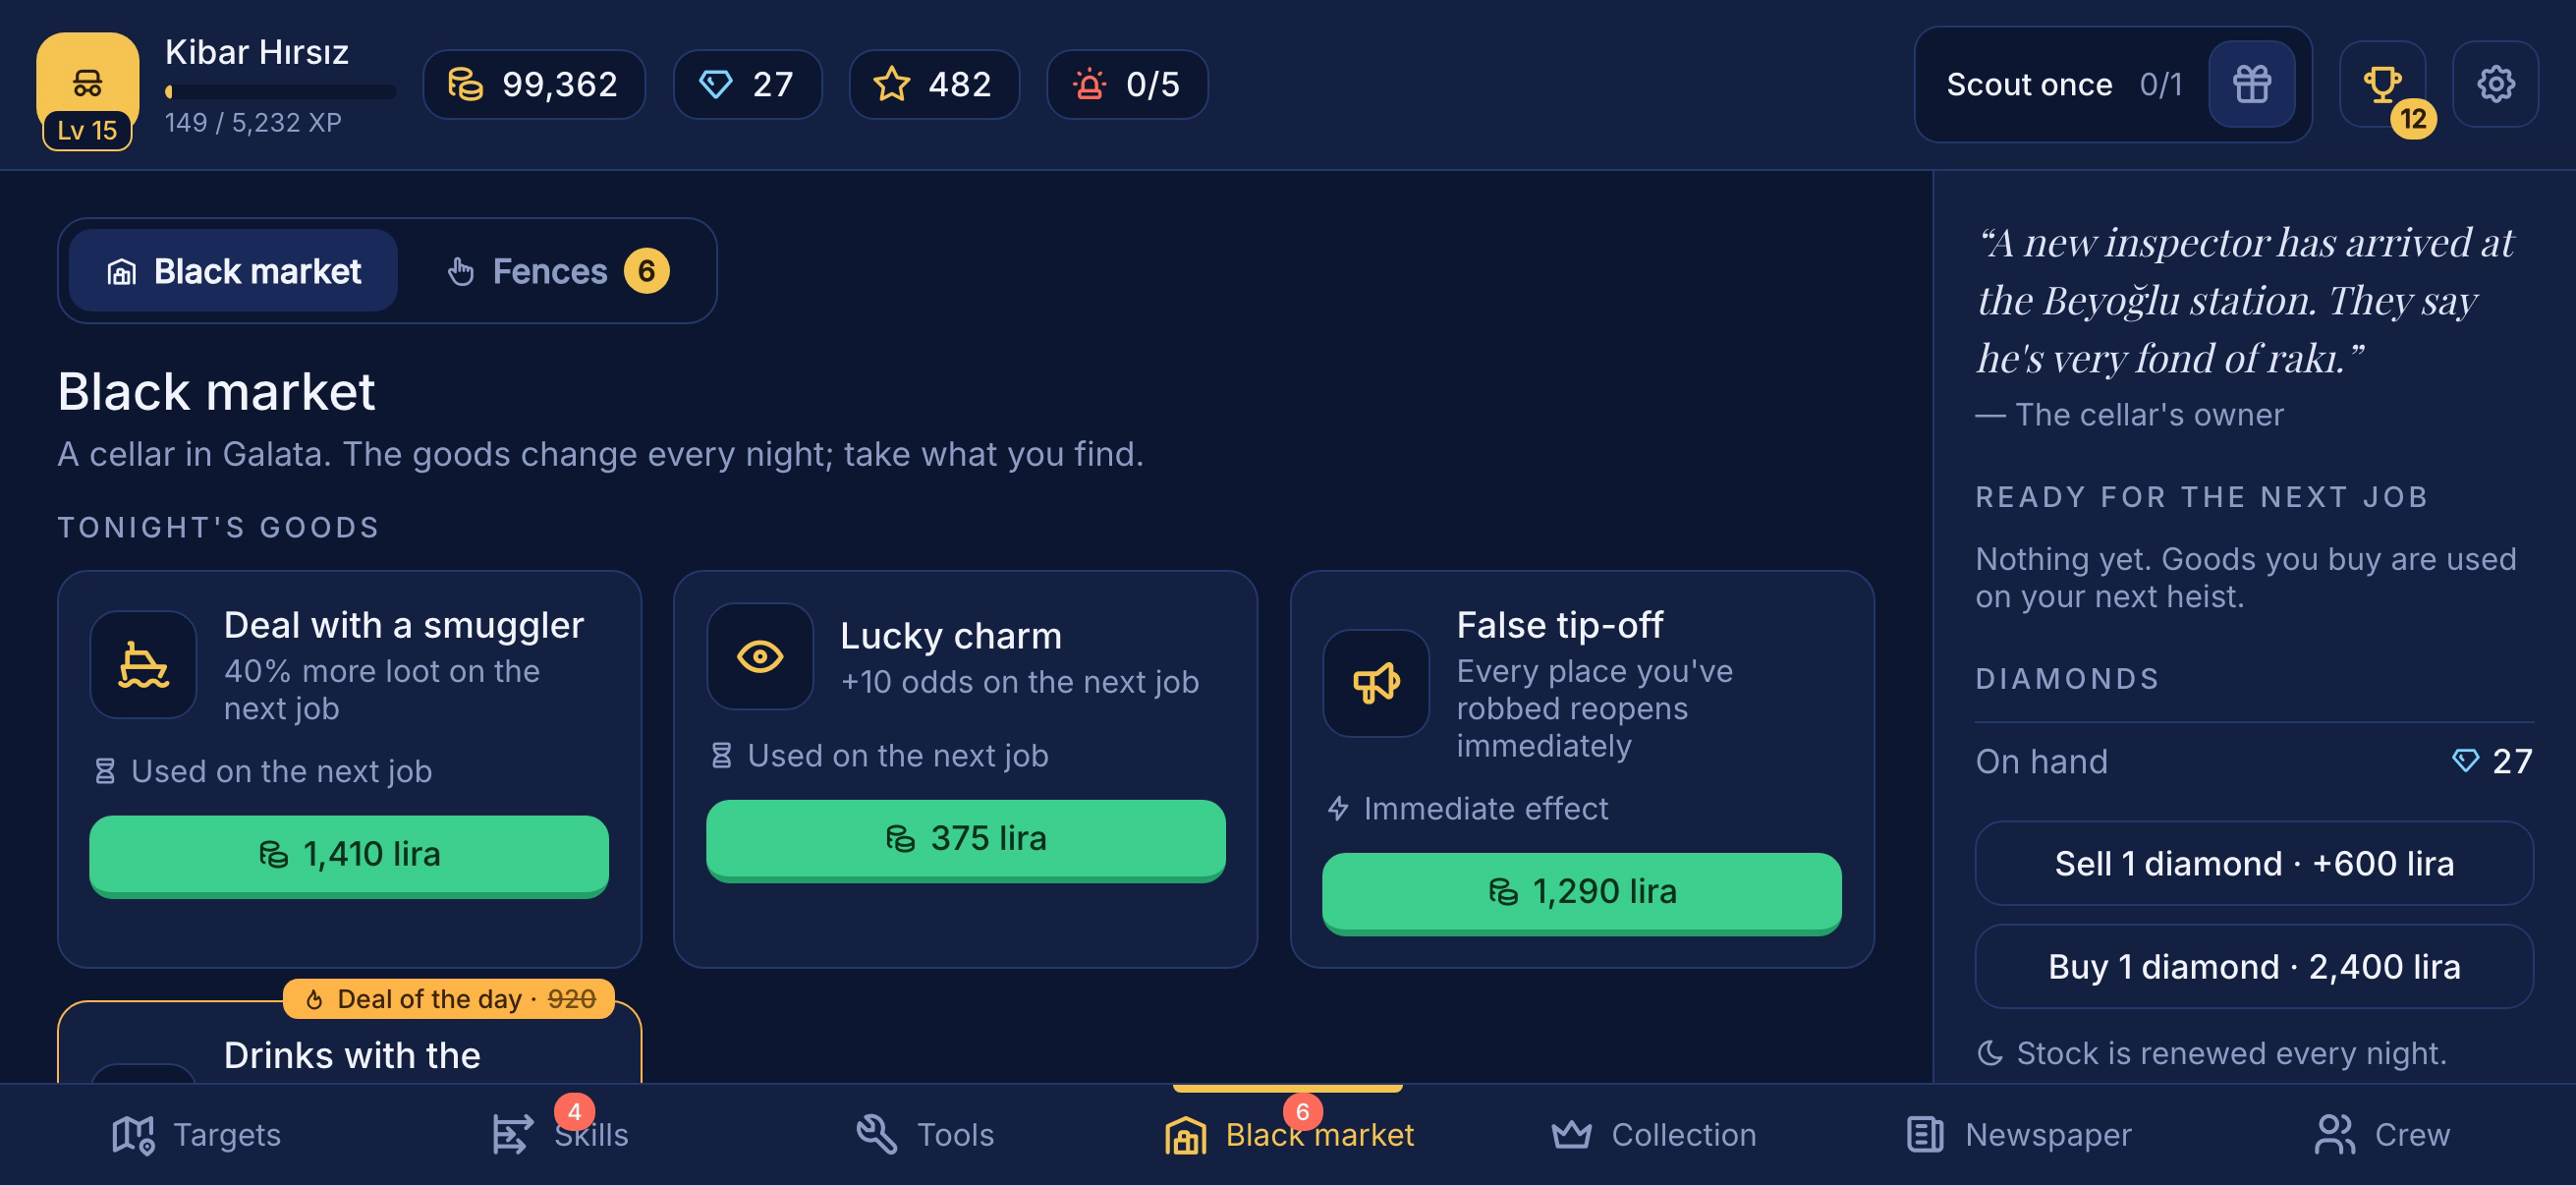 Kibar Hırsız
Lv 15
149 / 5,232 XP
99,362
27
482
0/5
Scout once 0/1
12
Black market
Fences 6
Black market
A cellar in Galata. The goods change every night; take what you find.
TONIGHT'S GOODS
Deal with a smuggler
40% more loot on the
next job
Used on the next job
1,410 lira
Lucky charm
+10 odds on the next job
Used on the next job
375 lira
False tip-off
Every place you've
robbed reopens
immediately
Immediate effect
1,290 lira
Deal of the day · 920
Drinks with the
“A new inspector has arrived at
the Beyoğlu station. They say
he's very fond of rakı.”
— The cellar's owner
READY FOR THE NEXT JOB
Nothing yet. Goods you buy are used
on your next heist.
DIAMONDS
On hand 27
Sell 1 diamond · +600 lira
Buy 1 diamond · 2,400 lira
Stock is renewed every night.
Targets
4
Skills
Tools
6
Black market
Collection
Newspaper
Crew